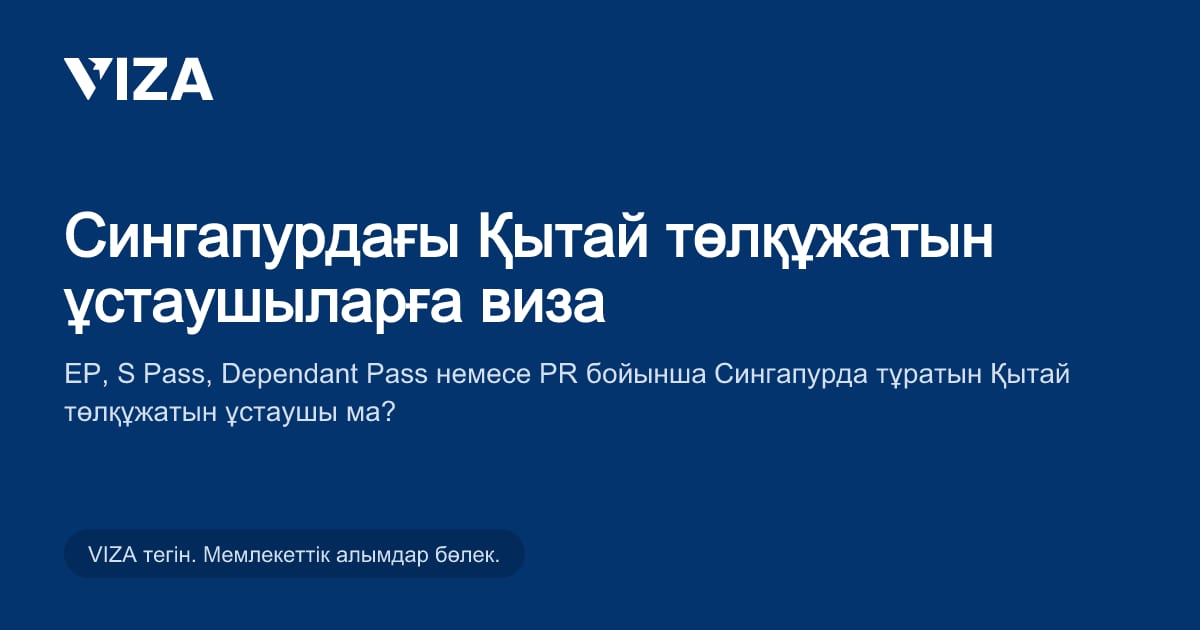 VIZA
Сингапурдағы Қытай төлқұжатын
ұстаушыларға виза
EP, S Pass, Dependant Pass немесе PR бойынша Сингапурда тұратын Қытай
төлқұжатын ұстаушы ма?
VIZA тегін. Мемлекеттік алымдар бөлек.